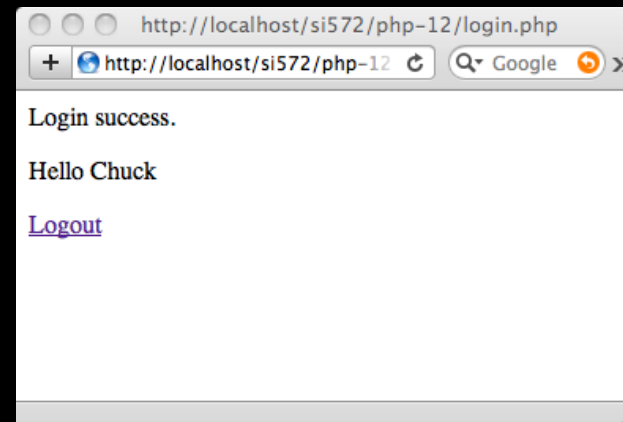 http://localhost/si572/php-12/login.php
+ http://localhost/si572/php-12 Google »
Login success.
Hello Chuck
Logout